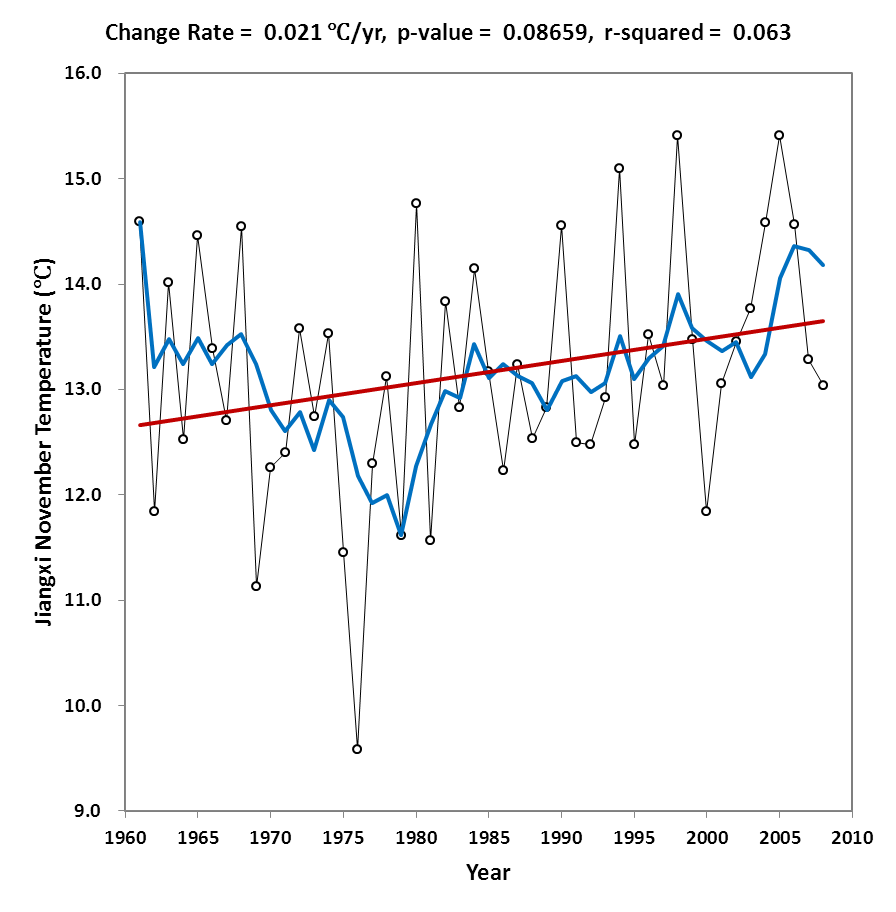 Change Rate = 0.021 °C/yr, p-value = 0.08659, r-squared = 0.063
16.0
15.0
14.0
13.0
12.0
11.0
10.0
9.0
Jiangxi November Temperature (°C)
1960 1965 1970 1975 1980 1985 1990 1995 2000 2005 2010
Year